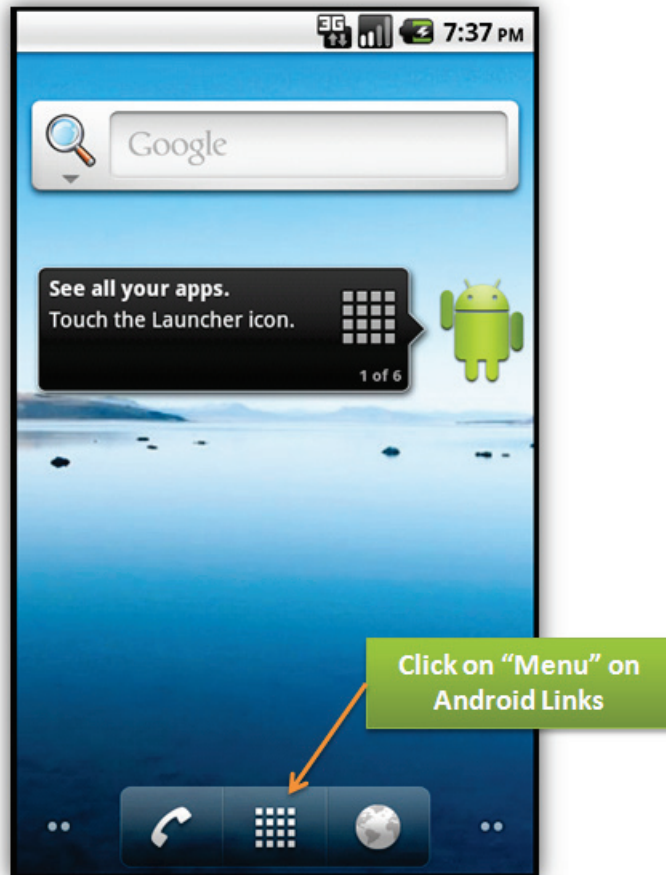 3G 7:37 PM
Google
See all your apps.
Touch the Launcher icon.
1 of 6
Click on “Menu” on
Android Links